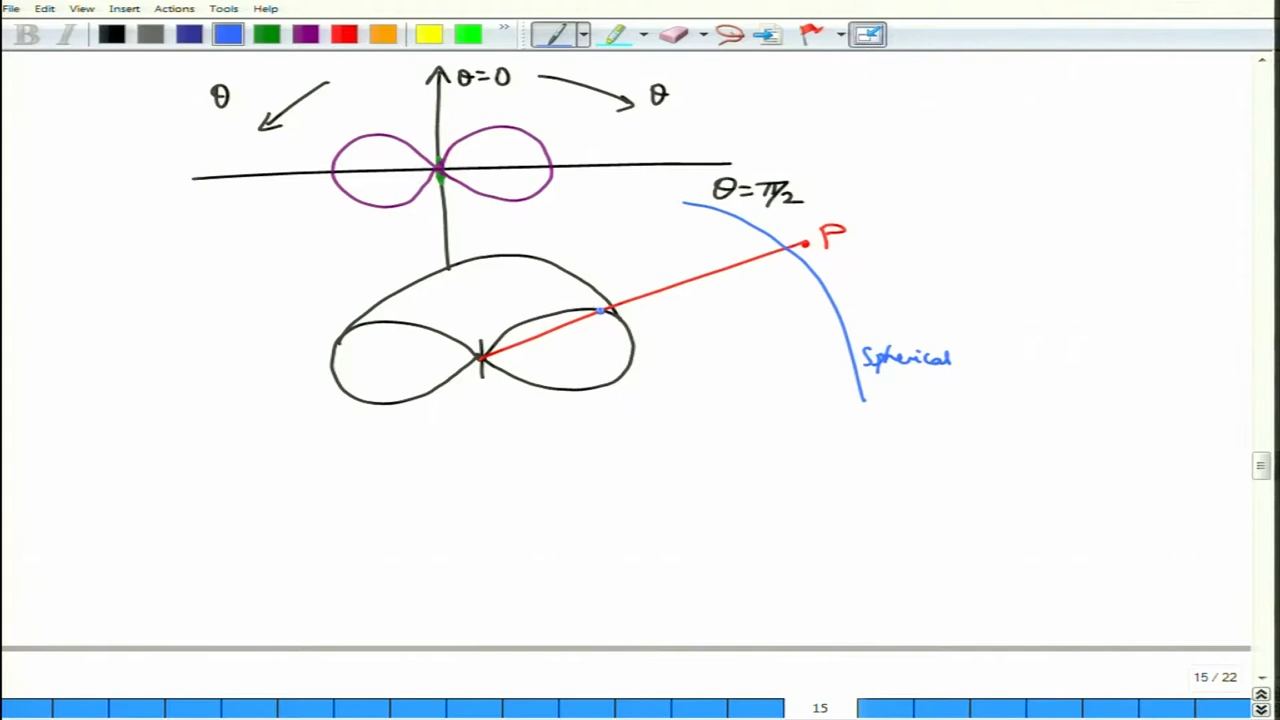 File Edit View Insert Actions Tools Help
B I
θ θ=0 θ
θ=π/2
P
Spherical
15 / 22
15